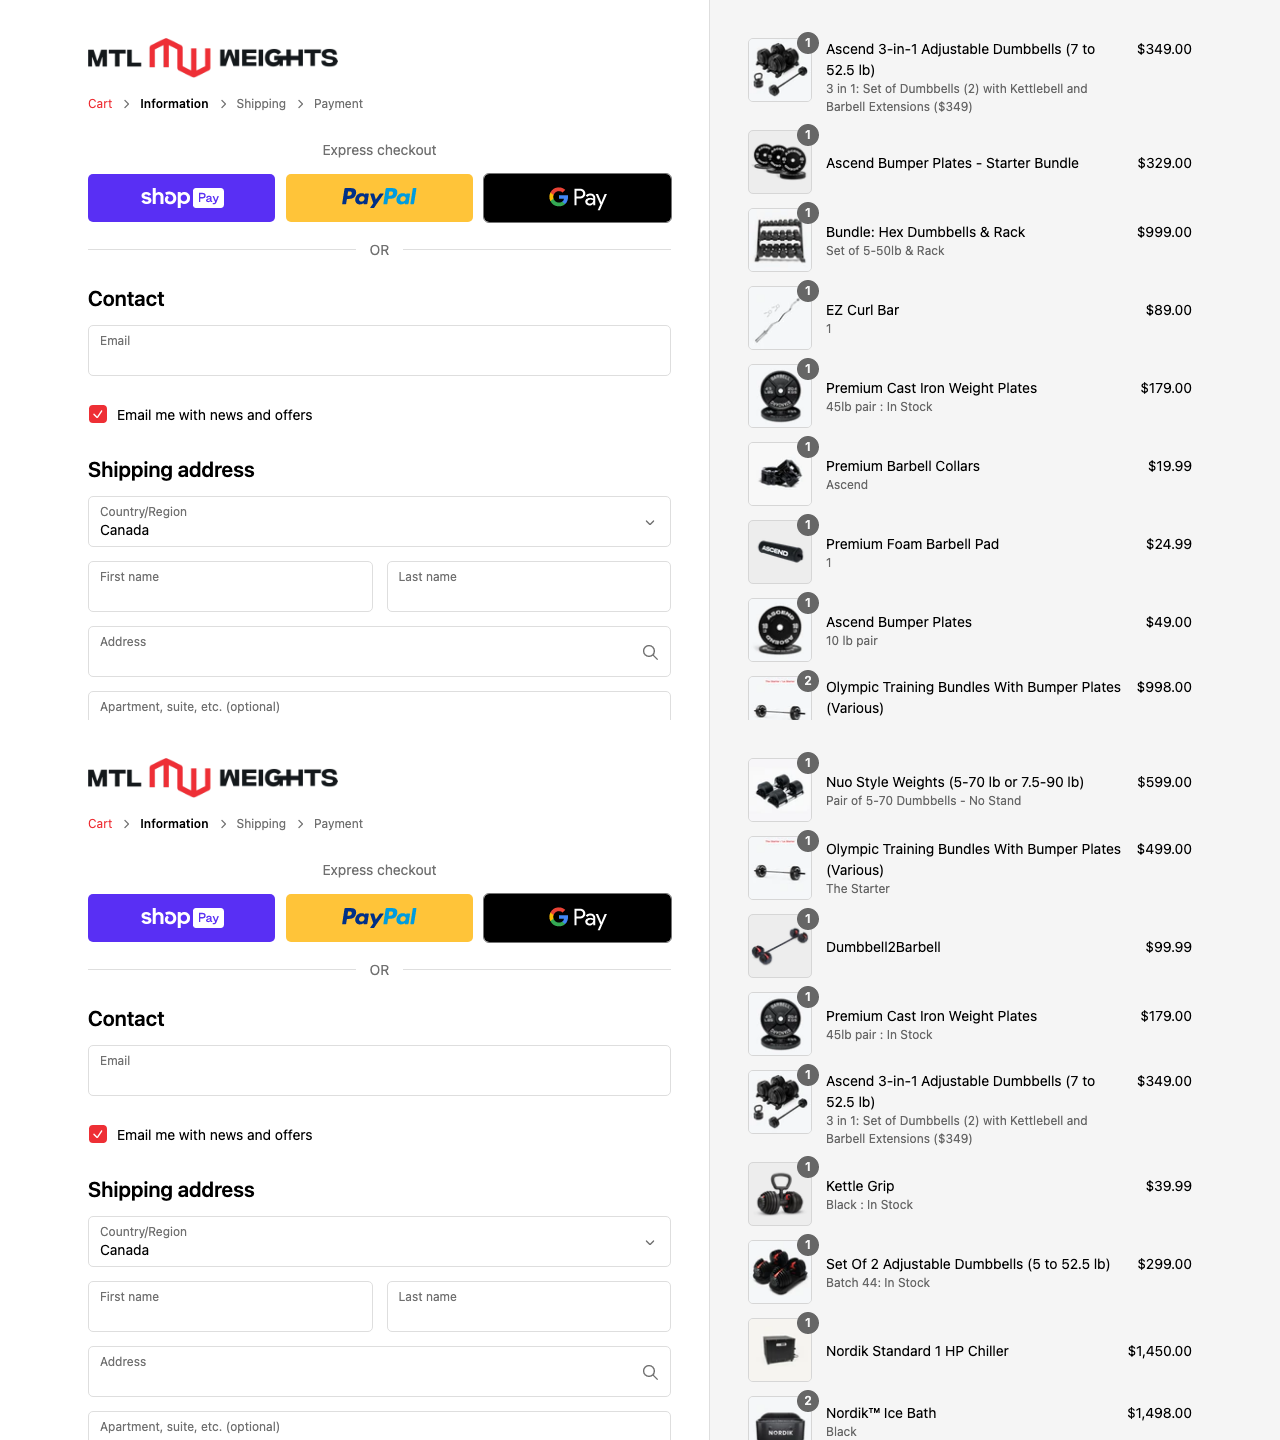 MTL WEIGHTS
Cart > Information > Shipping > Payment
Express checkout
shop Pay
PayPal
G Pay
OR
Contact
Email
Email me with news and offers
Shipping address
Country/Region
Canada
First name
Last name
Address
Apartment, suite, etc. (optional)
1
Ascend 3-in-1 Adjustable Dumbbells (7 to
52.5 lb)
$349.00
3 in 1: Set of Dumbbells (2) with Kettlebell and
Barbell Extensions ($349)
1
Ascend Bumper Plates - Starter Bundle
$329.00
1
Bundle: Hex Dumbbells & Rack
$999.00
Set of 5-50lb & Rack
1
EZ Curl Bar
$89.00
1
1
Premium Cast Iron Weight Plates
$179.00
45lb pair : In Stock
1
Premium Barbell Collars
$19.99
Ascend
1
ASCEND
Premium Foam Barbell Pad
$24.99
1
1
ASCEND
Ascend Bumper Plates
$49.00
10 lb pair
2
Olympic Training Bundles With Bumper Plates
(Various)
$998.00
MTL WEIGHTS
Cart > Information > Shipping > Payment
Express checkout
shop Pay
PayPal
G Pay
OR
Contact
Email
Email me with news and offers
Shipping address
Country/Region
Canada
First name
Last name
Address
Apartment, suite, etc. (optional)
1
Nuo Style Weights (5-70 lb or 7.5-90 lb)
$599.00
Pair of 5-70 Dumbbells - No Stand
1
Olympic Training Bundles With Bumper Plates
(Various)
$499.00
The Starter
1
Dumbbell2Barbell
$99.99
1
Premium Cast Iron Weight Plates
$179.00
45lb pair : In Stock
1
Ascend 3-in-1 Adjustable Dumbbells (7 to
52.5 lb)
$349.00
3 in 1: Set of Dumbbells (2) with Kettlebell and
Barbell Extensions ($349)
1
Kettle Grip
$39.99
Black : In Stock
1
Set Of 2 Adjustable Dumbbells (5 to 52.5 lb)
$299.00
Batch 44: In Stock
1
Nordik Standard 1 HP Chiller
$1,450.00
2
NORDIK
Nordik™ Ice Bath
$1,498.00
Black